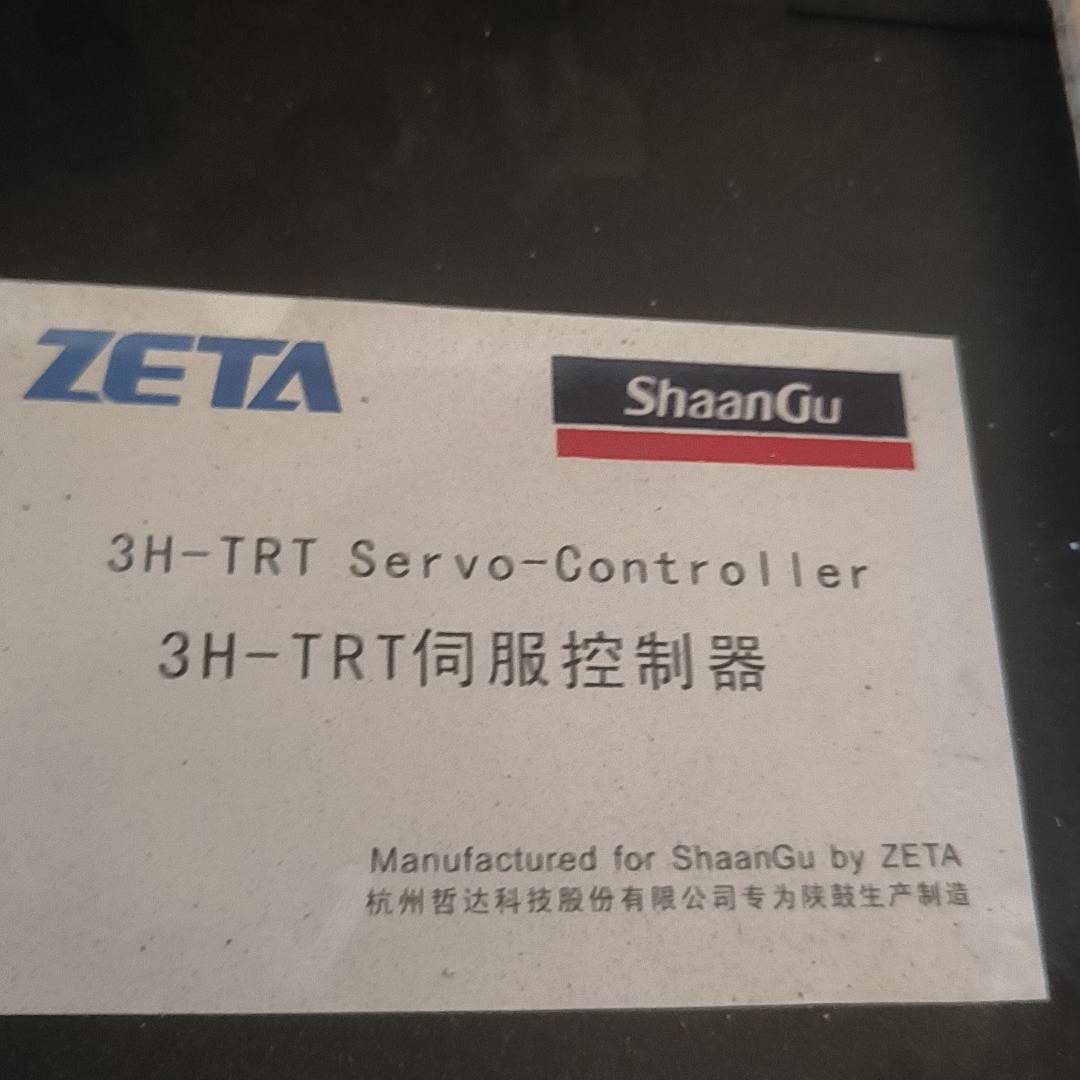 ZETA
ShaanGu
3H-TRT Servo-Controller
3H-TRT伺服控制器
Manufactured for ShaanGu by ZETA
杭州哲达科技股份有限公司专为陕鼓生产制造